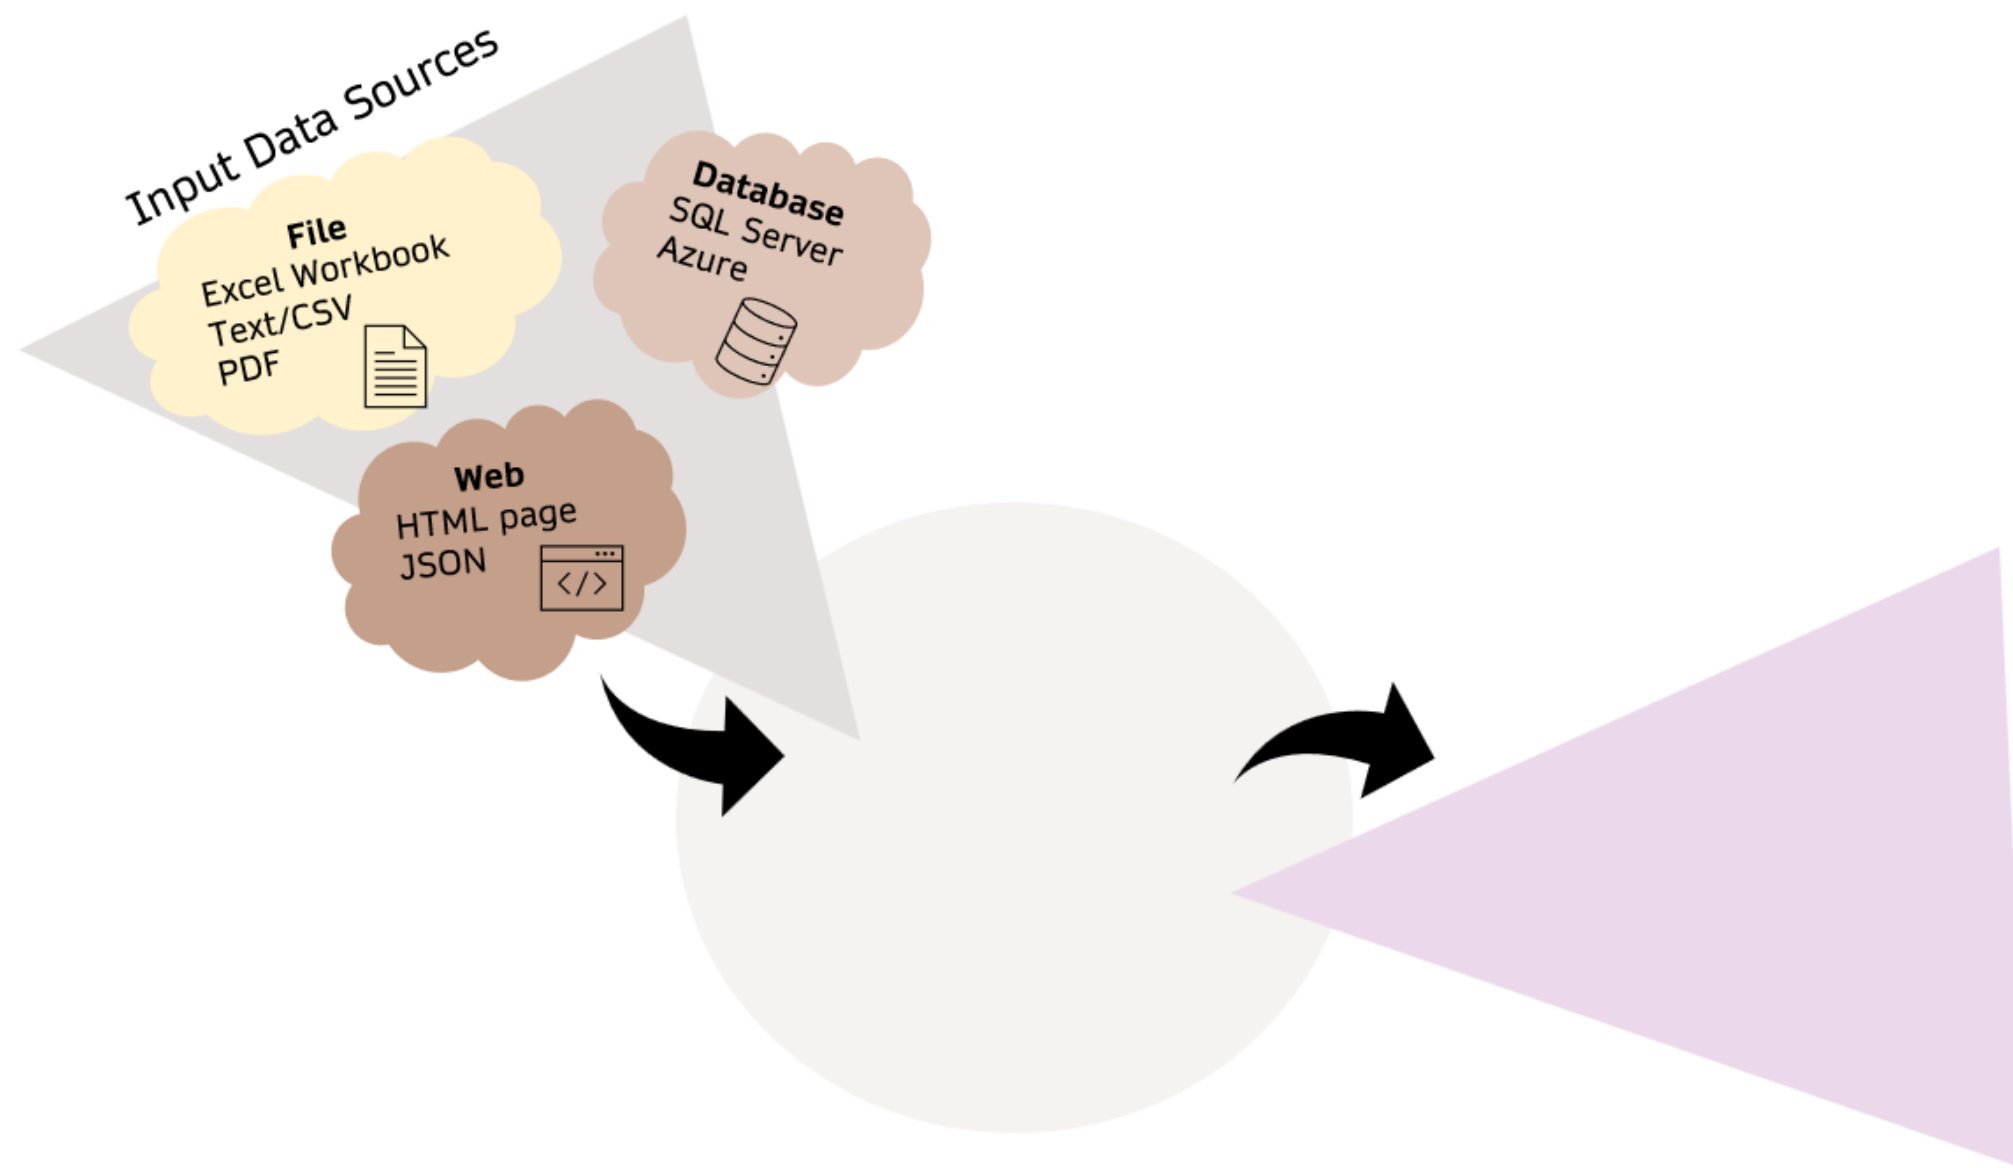 Input Data Sources
File
Excel Workbook
Text/CSV
PDF
Database
SQL Server
Azure
Web
HTML page
JSON
</>